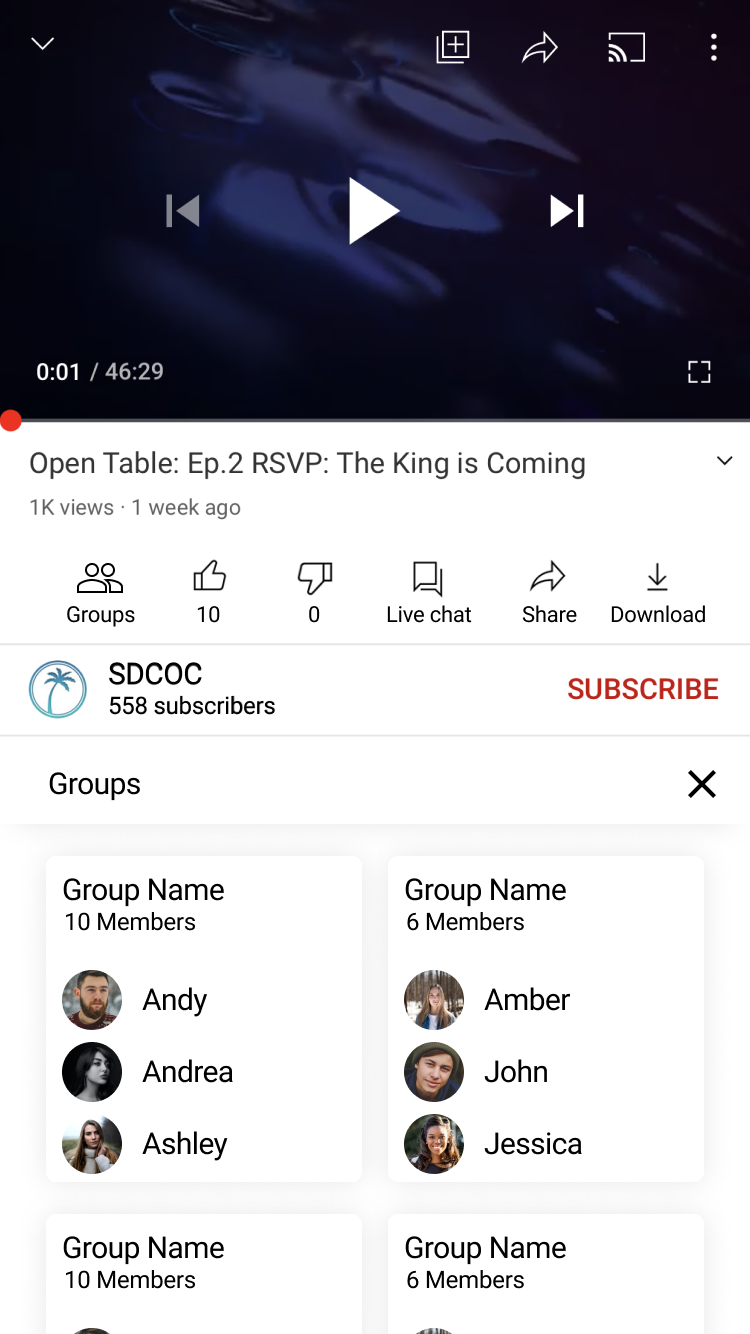 0:01 / 46:29
Open Table: Ep.2 RSVP: The King is Coming
1K views · 1 week ago
Groups
10
0
Live chat
Share
Download
SDCOC
558 subscribers
SUBSCRIBE
Groups
Group Name
10 Members
Andy
Andrea
Ashley
Group Name
6 Members
Amber
John
Jessica
Group Name
10 Members
Group Name
6 Members